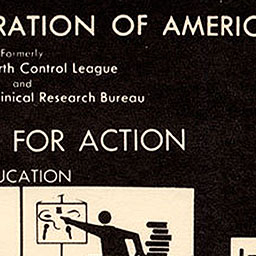 RATION OF AMERIC
Formerly
rth Control League
and
inical Research Bureau
FOR ACTION
UCATION